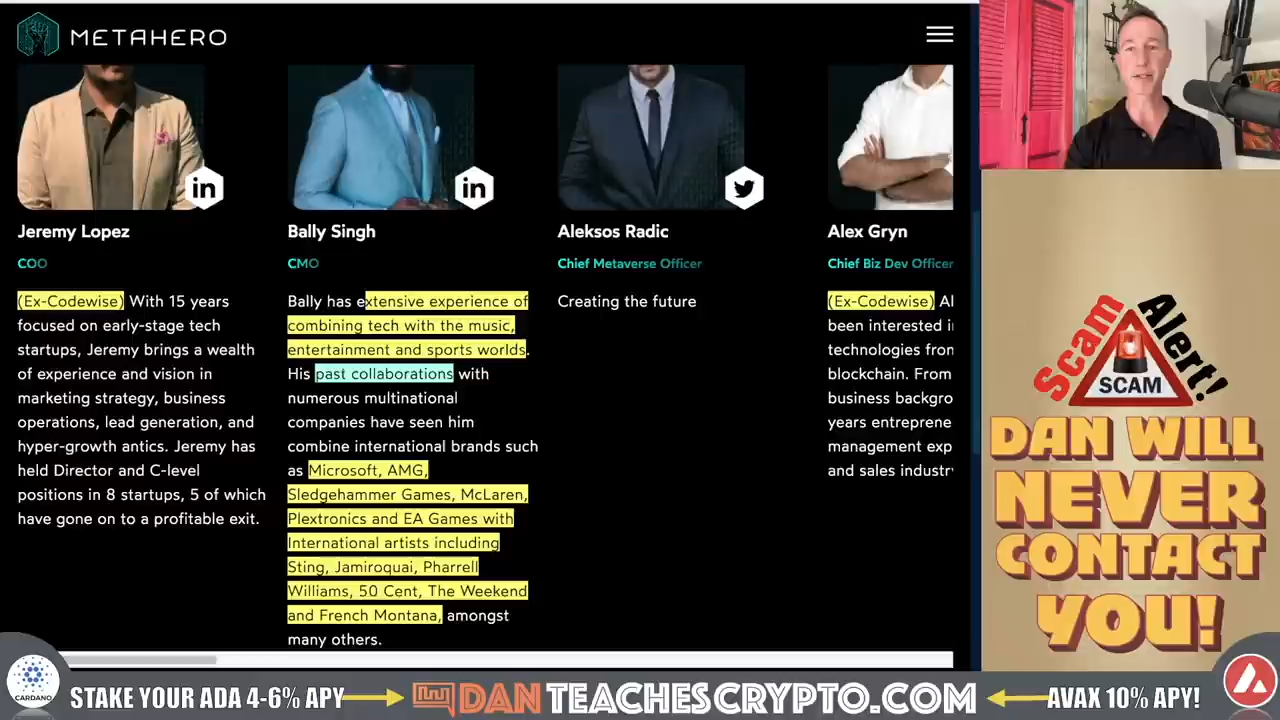 METAHERO
in
in
Jeremy Lopez
COO
(Ex-Codewise) With 15 years
focused on early-stage tech
startups, Jeremy brings a wealth
of experience and vision in
marketing strategy, business
operations, lead generation, and
hyper-growth antics. Jeremy has
held Director and C-level
positions in 8 startups, 5 of which
have gone on to a profitable exit.
Bally Singh
CMO
Bally has extensive experience of
combining tech with the music,
entertainment and sports worlds.
His past collaborations with
numerous multinational
companies have seen him
combine international brands such
as Microsoft, AMG,
Sledgehammer Games, McLaren,
Plextronics and EA Games with
International artists including
Sting, Jamiroquai, Pharrell
Williams, 50 Cent, The Weekend
and French Montana, amongst
many others.
Aleksos Radic
Chief Metaverse Officer
Creating the future
Alex Gryn
Chief Biz Dev Officer
(Ex-Codewise) Al
been interested i
technologies fron
blockchain. From
business backgro
years entreprene
management exp
and sales industr
Scam Alert!
SCAM
DAN WILL
NEVER
CONTACT
YOU!
CARDANO
STAKE YOUR ADA 4-6% APY
DANTEACHESCRYPTO.COM
AVAX 10% APY!